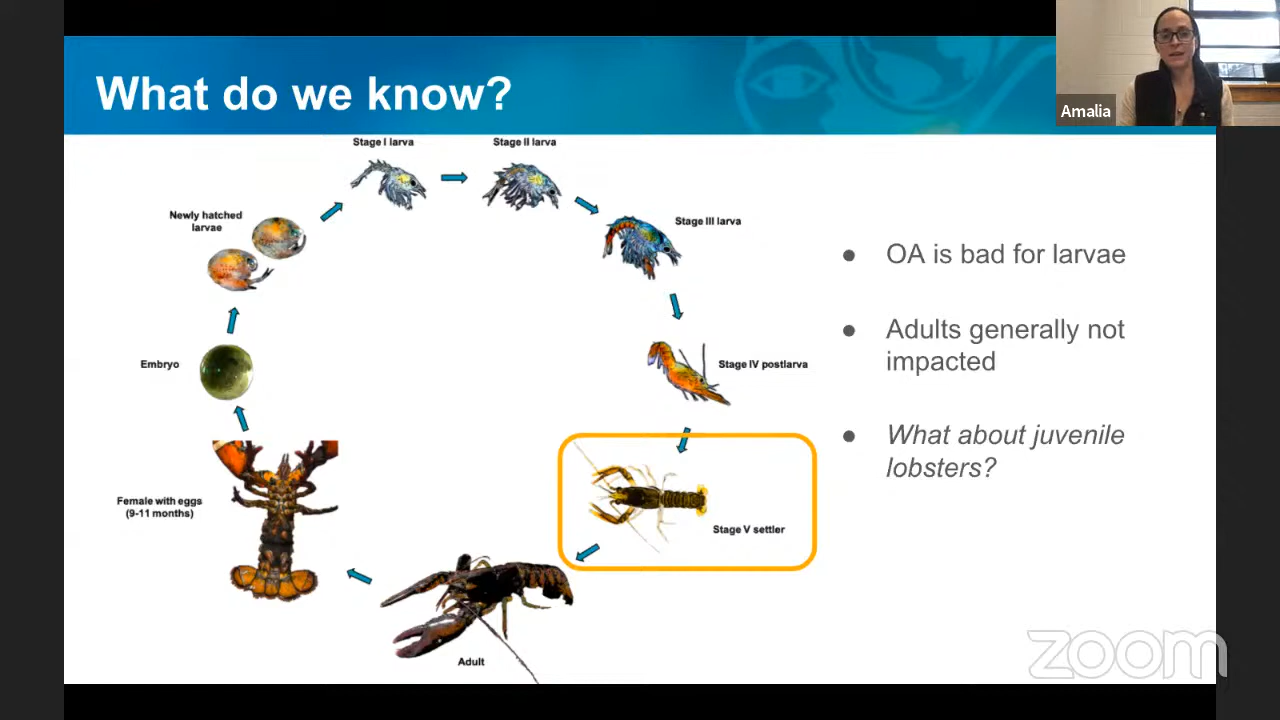 What do we know?
Amalia
Stage I larva
Stage II larva
Newly hatched
larvae
Stage III larva
Embryo
Stage IV postlarva
Female with eggs
(9-11 months)
Stage V settler
Adult
● OA is bad for larvae
● Adults generally not
impacted
● What about juvenile
lobsters?
zoom